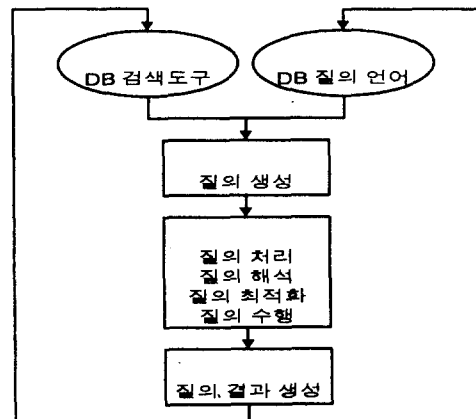 DB 검색도구
DB 질의 언어
질의 생성
질의 처리
질의 해석
질의 최적화
질의 수행
질의, 결과 생성